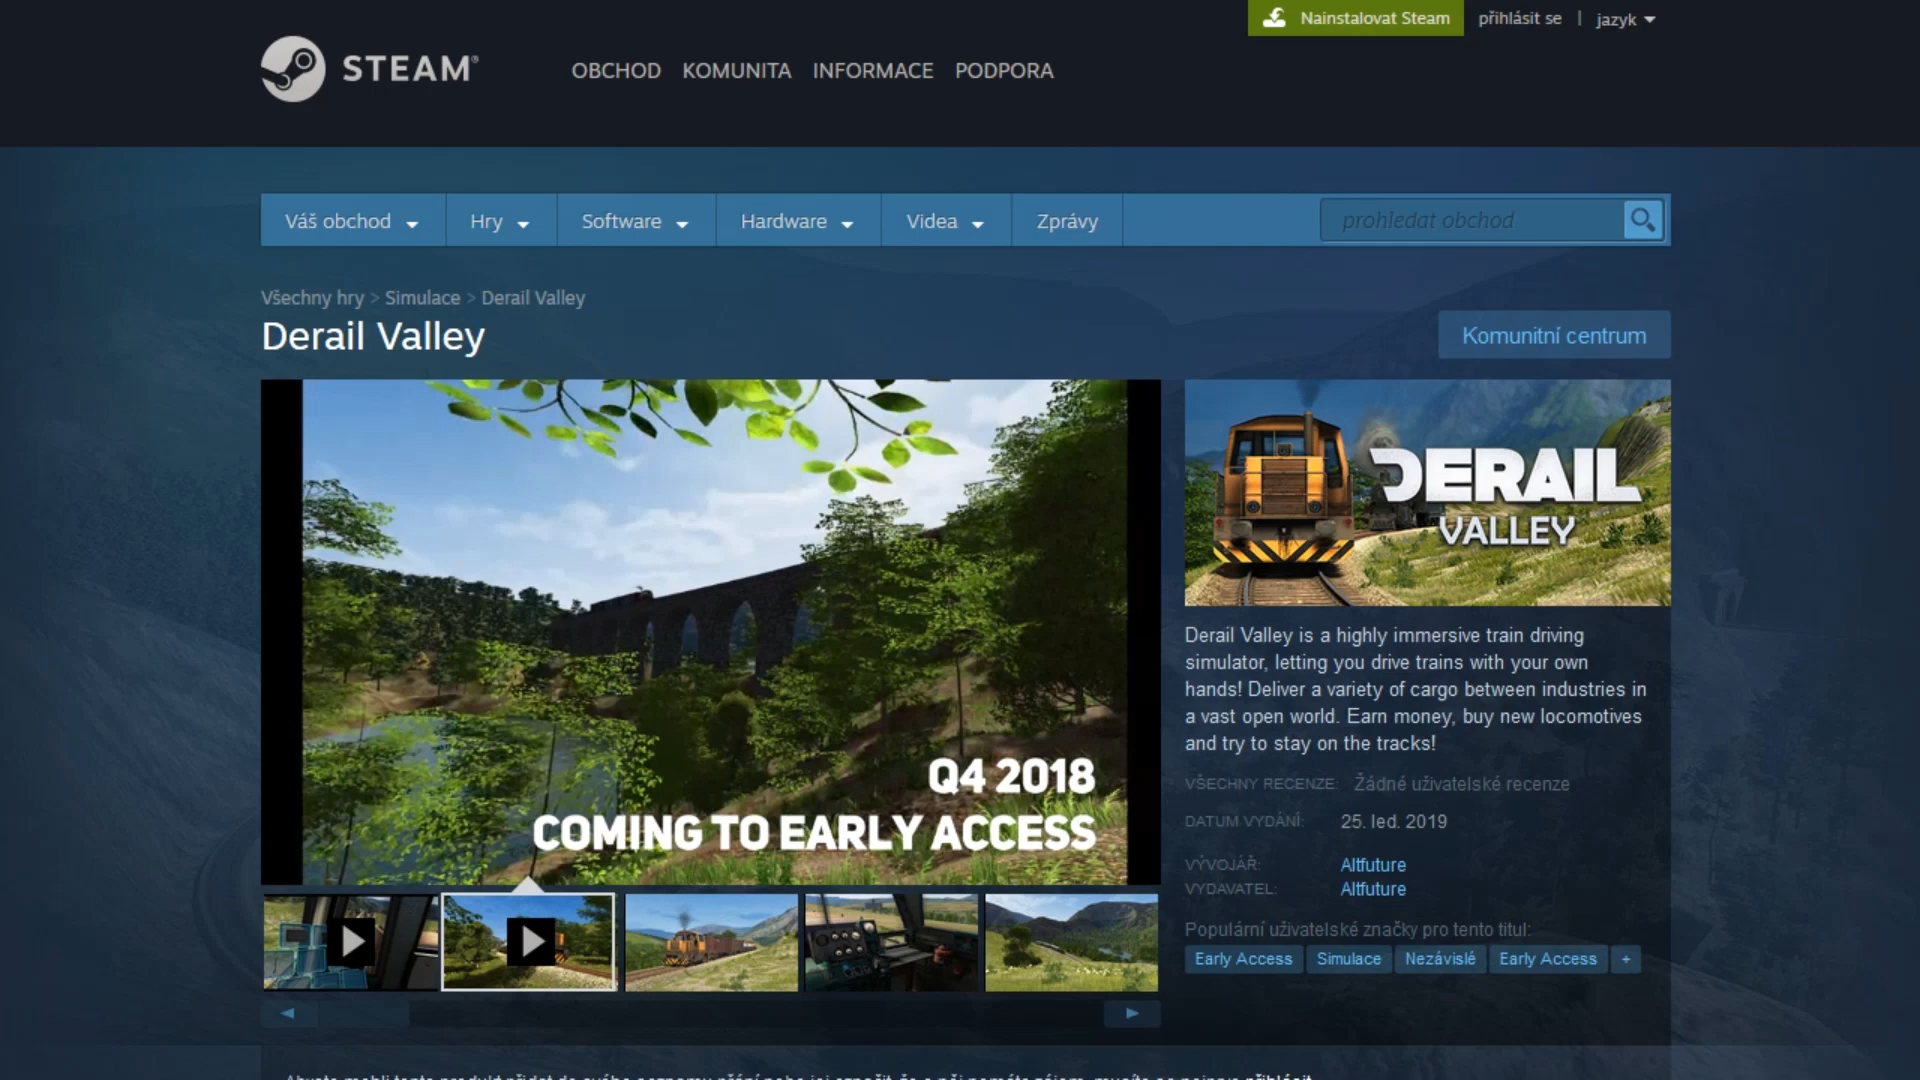 Nainstalovat Steam přihlásit se | jazyk
STEAM®
OBCHOD KOMUNITA INFORMACE PODPORA
Váš obchod Hry Software Hardware Videa Zprávy prohledat obchod
Všechny hry > Simulace > Derail Valley
Derail Valley
Komunitní centrum
Q4 2018
COMING TO EARLY ACCESS
DERAIL
VALLEY
Derail Valley is a highly immersive train driving
simulator, letting you drive trains with your own
hands! Deliver a variety of cargo between industries in
a vast open world. Earn money, buy new locomotives
and try to stay on the tracks!
VŠECHNY RECENZE: Žádné uživatelské recenze
DATUM VYDÁNÍ: 25. led. 2019
VÝVOJÁŘ: Altfuture
VYDAVATEL: Altfuture
Populární uživatelské značky pro tento titul:
Early Access Simulace Nezávislé Early Access +